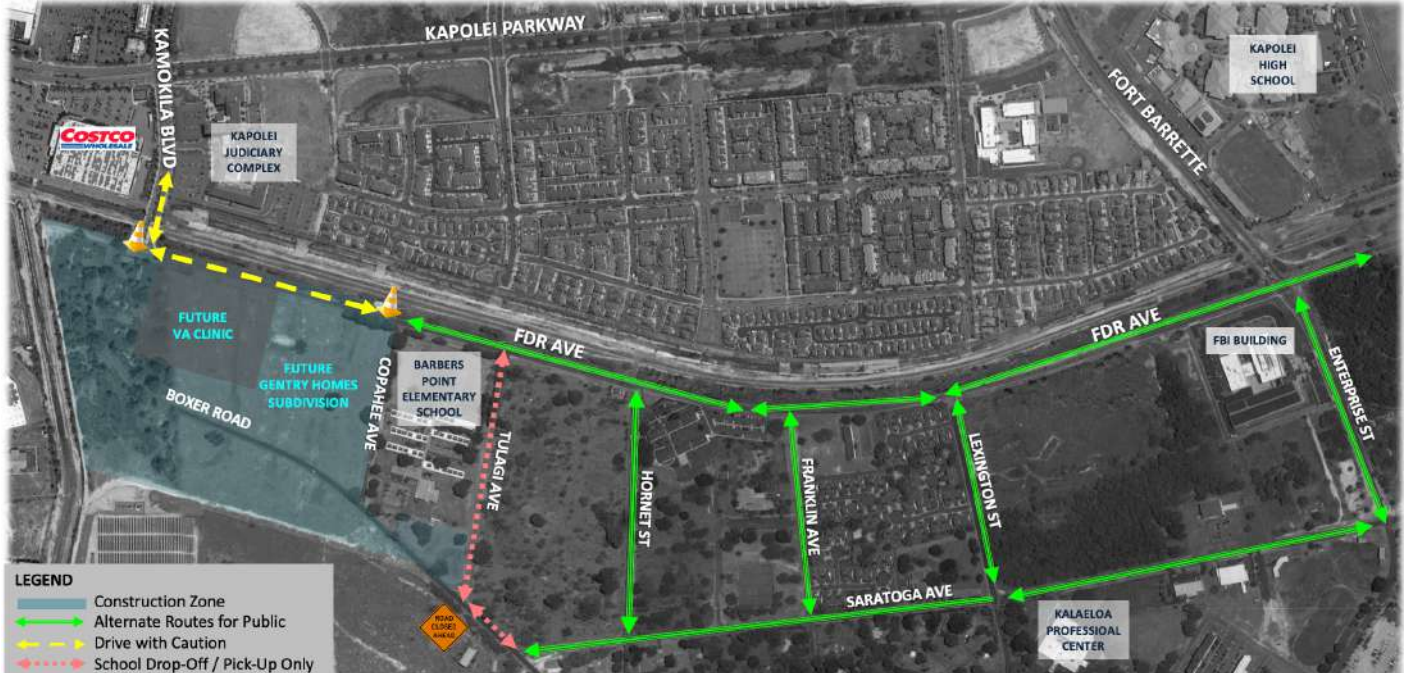 KAPOLEI PARKWAY
KAMOKILA BLVD
COSTCO
WHOLESALE
KAPOLEI
JUDICIARY
COMPLEX
FORT BARRETTE
KAPOLEI
HIGH
SCHOOL
FUTURE
VA CLINIC
FUTURE
GENTRY HOMES
SUBDIVISION
BOXER ROAD
COPAHEE AVE
BARBERS
POINT
ELEMENTARY
SCHOOL
FDR AVE
TULAGI AVE
HORNET ST
FRANKLIN AVE
LEXINGTON ST
FDR AVE
FBI BUILDING
ENTERPRISE ST
SARATOGA AVE
KALAELOA
PROFESSIOAL
CENTER
ROAD
CLOSED
AHEAD
LEGEND
Construction Zone
Alternate Routes for Public
Drive with Caution
School Drop-Off / Pick-Up Only